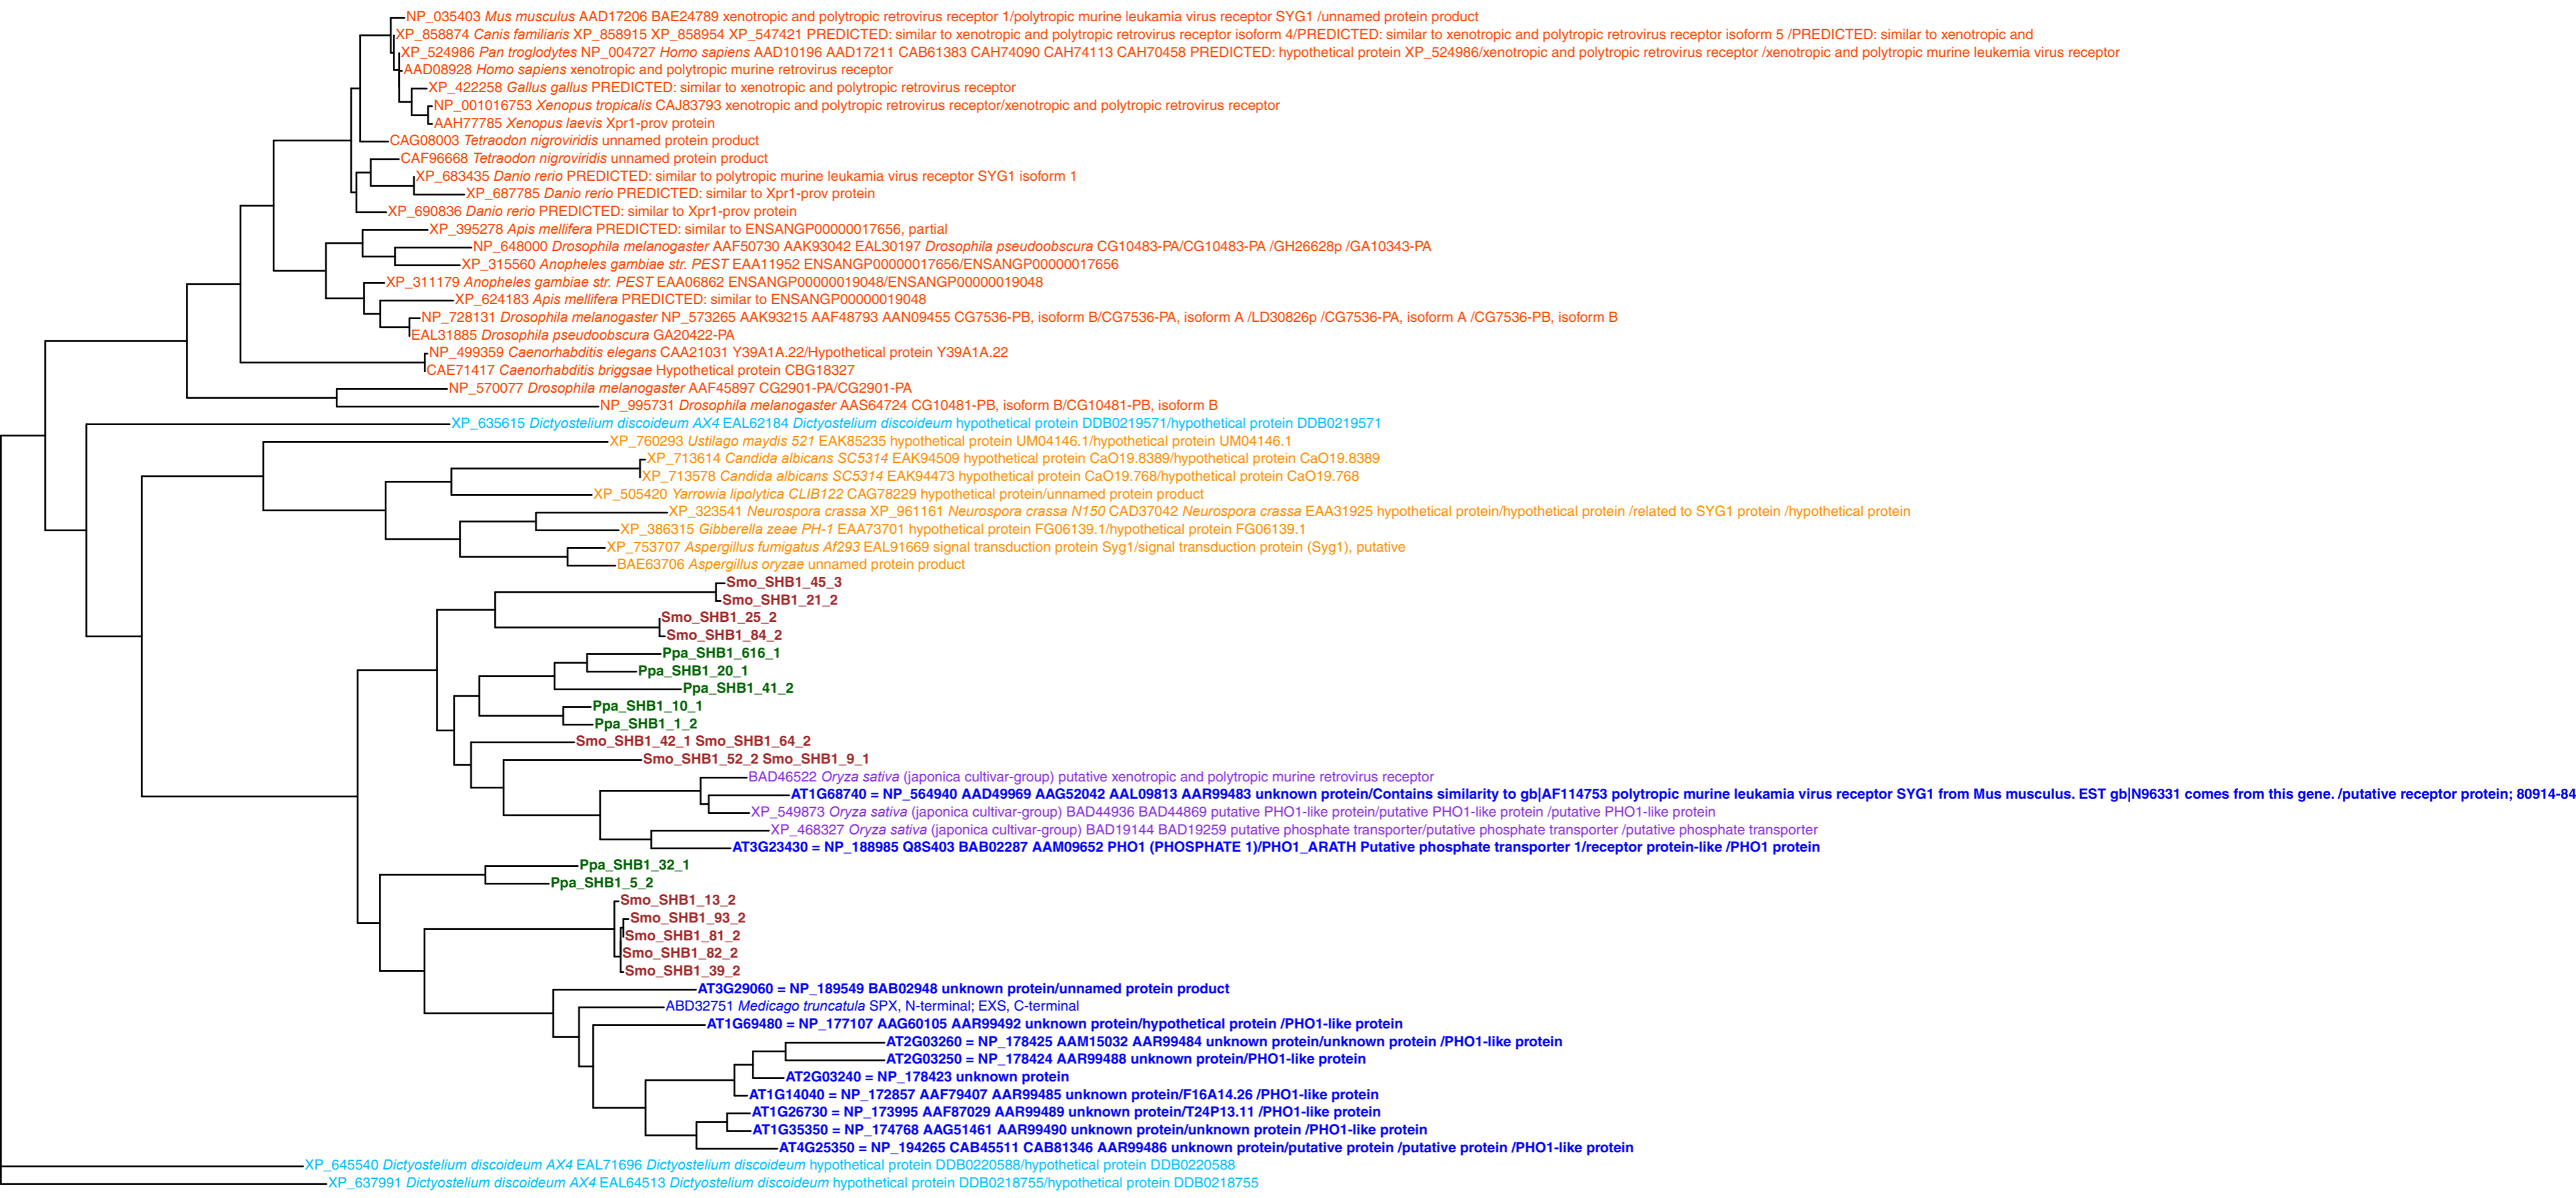 NP_035403 Mus musculus AAD17206 BAE24789 xenotropic and polytropic retrovirus receptor 1/polytropic murine leukamia virus receptor SYG1 /unnamed protein product
XP_858874 Canis familiaris XP_858915 XP_858954 XP_547421 PREDICTED: similar to xenotropic and polytropic retrovirus receptor isoform 4/PREDICTED: similar to xenotropic and polytropic retrovirus receptor isoform 5 /PREDICTED: similar to xenotropic and
XP_524986 Pan troglodytes NP_004727 Homo sapiens AAD10196 AAD17211 CAB61383 CAH74090 CAH74113 CAH70458 PREDICTED: hypothetical protein XP_524986/xenotropic and polytropic retrovirus receptor /xenotropic and polytropic murine leukemia virus receptor
AAD08928 Homo sapiens xenotropic and polytropic murine retrovirus receptor
XP_422258 Gallus gallus PREDICTED: similar to xenotropic and polytropic retrovirus receptor
NP_001016753 Xenopus tropicalis CAJ83793 xenotropic and polytropic retrovirus receptor/xenotropic and polytropic retrovirus receptor
AAH77785 Xenopus laevis Xpr1-prov protein
CAG08003 Tetraodon nigroviridis unnamed protein product
CAF96668 Tetraodon nigroviridis unnamed protein product
XP_683435 Danio rerio PREDICTED: similar to polytropic murine leukamia virus receptor SYG1 isoform 1
XP_687785 Danio rerio PREDICTED: similar to Xpr1-prov protein
XP_690836 Danio rerio PREDICTED: similar to Xpr1-prov protein
XP_395278 Apis mellifera PREDICTED: similar to ENSANGP00000017656, partial
NP_648000 Drosophila melanogaster AAF50730 AAK93042 EAL30197 Drosophila pseudoobscura CG10483-PA/CG10483-PA /GH26628p /GA10343-PA
XP_315560 Anopheles gambiae str. PEST EAA11952 ENSANGP00000017656/ENSANGP00000017656
XP_311179 Anopheles gambiae str. PEST EAA06862 ENSANGP00000019048/ENSANGP00000019048
XP_624183 Apis mellifera PREDICTED: similar to ENSANGP00000019048
NP_728131 Drosophila melanogaster NP_573265 AAK93215 AAF48793 AAN09455 CG7536-PB, isoform B/CG7536-PA, isoform A /LD30826p /CG7536-PA, isoform A /CG7536-PB, isoform B
EAL31885 Drosophila pseudoobscura GA20422-PA
NP_499359 Caenorhabditis elegans CAA21031 Y39A1A.22/Hypothetical protein Y39A1A.22
CAE71417 Caenorhabditis briggsae Hypothetical protein CBG18327
NP_570077 Drosophila melanogaster AAF45897 CG2901-PA/CG2901-PA
NP_995731 Drosophila melanogaster AAS64724 CG10481-PB, isoform B/CG10481-PB, isoform B
XP_635615 Dictyostelium discoideum AX4 EAL62184 Dictyostelium discoideum hypothetical protein DDB0219571/hypothetical protein DDB0219571
XP_760293 Ustilago maydis 521 EAK85235 hypothetical protein UM04146.1/hypothetical protein UM04146.1
XP_713614 Candida albicans SC5314 EAK94509 hypothetical protein CaO19.8389/hypothetical protein CaO19.8389
XP_713578 Candida albicans SC5314 EAK94473 hypothetical protein CaO19.768/hypothetical protein CaO19.768
XP_505420 Yarrowia lipolytica CLIB122 CAG78229 hypothetical protein/unnamed protein product
XP_323541 Neurospora crassa XP_961161 Neurospora crassa N150 CAD37042 Neurospora crassa EAA31925 hypothetical protein/hypothetical protein /related to SYG1 protein /hypothetical protein
XP_386315 Gibberella zeae PH-1 EAA73701 hypothetical protein FG06139.1/hypothetical protein FG06139.1
XP_753707 Aspergillus fumigatus Af293 EAL91669 signal transduction protein Syg1/signal transduction protein (Syg1), putative
BAE63706 Aspergillus oryzae unnamed protein product
Smo_SHB1_45_3
Smo_SHB1_21_2
Smo_SHB1_25_2
Smo_SHB1_84_2
Ppa_SHB1_616_1
Ppa_SHB1_20_1
Ppa_SHB1_41_2
Ppa_SHB1_10_1
Ppa_SHB1_1_2
Smo_SHB1_42_1 Smo_SHB1_64_2
Smo_SHB1_52_2 Smo_SHB1_9_1
BAD46522 Oryza sativa (japonica cultivar-group) putative xenotropic and polytropic murine retrovirus receptor
AT1G68740 = NP_564940 AAD49969 AAG52042 AAL09813 AAR99483 unknown protein/Contains similarity to gb|AF114753 polytropic murine leukamia virus receptor SYG1 from Mus musculus. EST gb|N96331 comes from this gene. /putative receptor protein; 80914-84
XP_549873 Oryza sativa (japonica cultivar-group) BAD44936 BAD44869 putative PHO1-like protein/putative PHO1-like protein /putative PHO1-like protein
XP_468327 Oryza sativa (japonica cultivar-group) BAD19144 BAD19259 putative phosphate transporter/putative phosphate transporter /putative phosphate transporter
AT3G23430 = NP_188985 Q8S403 BAB02287 AAM09652 PHO1 (PHOSPHATE 1)/PHO1_ARATH Putative phosphate transporter 1/receptor protein-like /PHO1 protein
Ppa_SHB1_32_1
Ppa_SHB1_5_2
Smo_SHB1_13_2
Smo_SHB1_93_2
Smo_SHB1_81_2
Smo_SHB1_82_2
Smo_SHB1_39_2
AT3G29060 = NP_189549 BAB02948 unknown protein/unnamed protein product
ABD32751 Medicago truncatula SPX, N-terminal; EXS, C-terminal
AT1G69480 = NP_177107 AAG60105 AAR99492 unknown protein/hypothetical protein /PHO1-like protein
AT2G03260 = NP_178425 AAM15032 AAR99484 unknown protein/unknown protein /PHO1-like protein
AT2G03250 = NP_178424 AAR99488 unknown protein/PHO1-like protein
AT2G03240 = NP_178423 unknown protein
AT1G14040 = NP_172857 AAF79407 AAR99485 unknown protein/F16A14.26 /PHO1-like protein
AT1G26730 = NP_173995 AAF87029 AAR99489 unknown protein/T24P13.11 /PHO1-like protein
AT1G35350 = NP_174768 AAG51461 AAR99490 unknown protein/unknown protein /PHO1-like protein
AT4G25350 = NP_194265 CAB45511 CAB81346 AAR99486 unknown protein/putative protein /putative protein /PHO1-like protein
XP_645540 Dictyostelium discoideum AX4 EAL71696 Dictyostelium discoideum hypothetical protein DDB0220588/hypothetical protein DDB0220588
XP_637991 Dictyostelium discoideum AX4 EAL64513 Dictyostelium discoideum hypothetical protein DDB0218755/hypothetical protein DDB0218755